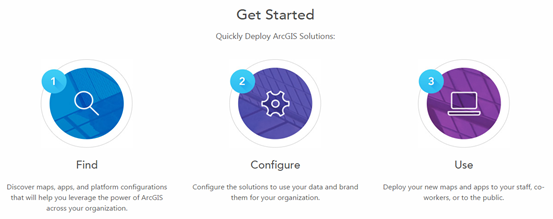 Get Started
Quickly Deploy ArcGIS Solutions:
1
2
3
Find
Configure
Use
Discover maps, apps, and platform configurations
that will help you leverage the power of ArcGIS
across your organization.
Configure the solutions to use your data and brand
them for your organization.
Deploy your new maps and apps to your staff, co-
workers, or to the public.